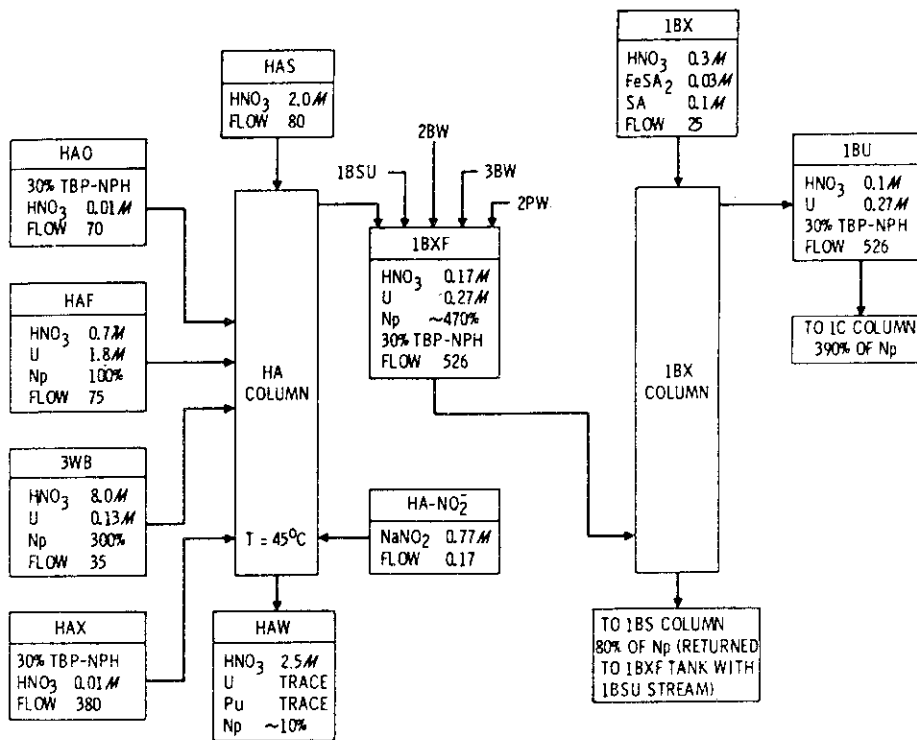 HAS
HNO3 2.0M
FLOW 80
1BX
HNO3 0.3M
FeSA2 0.03M
SA 0.1M
FLOW 25
HAO
30% TBP-NPH
HNO3 0.01M
FLOW 70
1BSU
2BW
3BW
2PW
1BU
HNO3 0.1M
U 0.27M
30% TBP-NPH
FLOW 526
1BXF
HNO3 0.17M
U 0.27M
Np ~470%
30% TBP-NPH
FLOW 526
HAF
HNO3 0.7M
U 1.8M
Np 100%
FLOW 75
HA
COLUMN
T = 45°C
1BX
COLUMN
TO 1C COLUMN
390% OF Np
3WB
HNO3 8.0M
U 0.13M
Np 300%
FLOW 35
HA-NO2-
NaNO2 0.77M
FLOW 0.17
HAX
30% TBP-NPH
HNO3 0.01M
FLOW 380
HAW
HNO3 2.5M
U TRACE
Pu TRACE
Np ~10%
TO 1BS COLUMN
80% OF Np (RETURNED
TO 1BXF TANK WITH
1BSU STREAM)